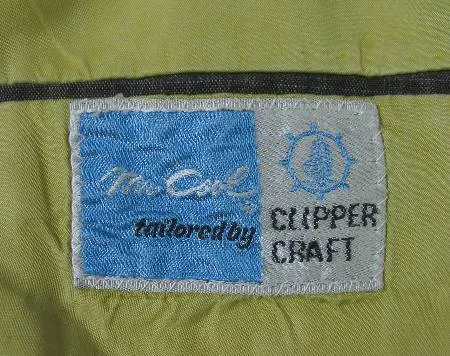 Mr. Cool
tailored by
CLIPPER
CRAFT